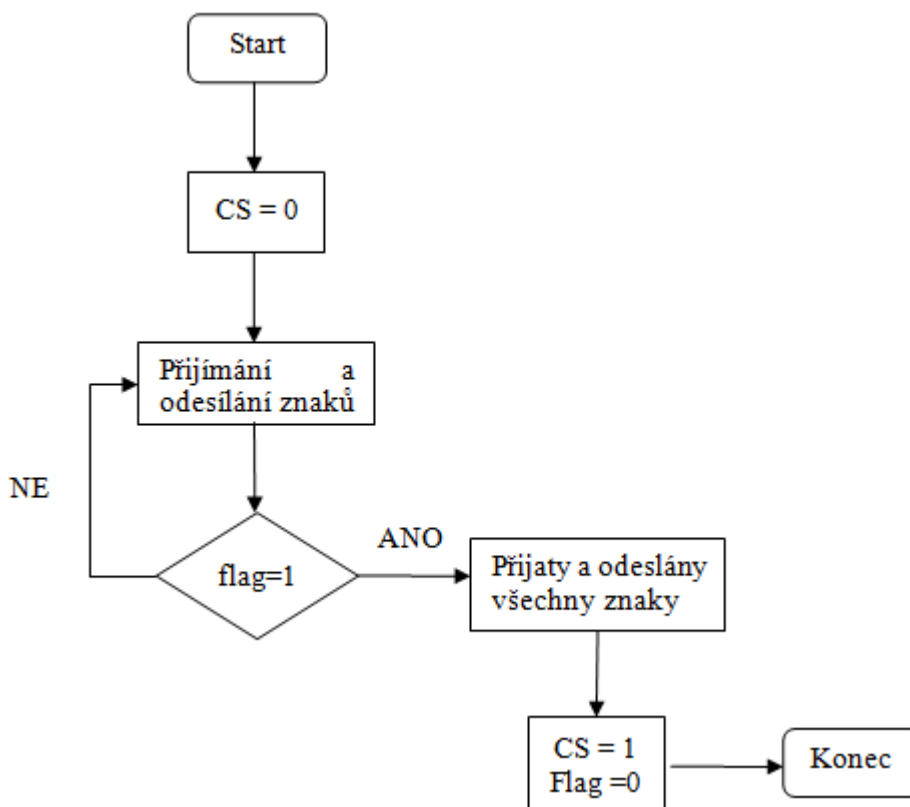 Start
CS = 0
Přijímání a
odesílání znaků
NE
flag=1
ANO
Přijaty a odeslány
všechny znaky
CS = 1
Flag =0
Konec